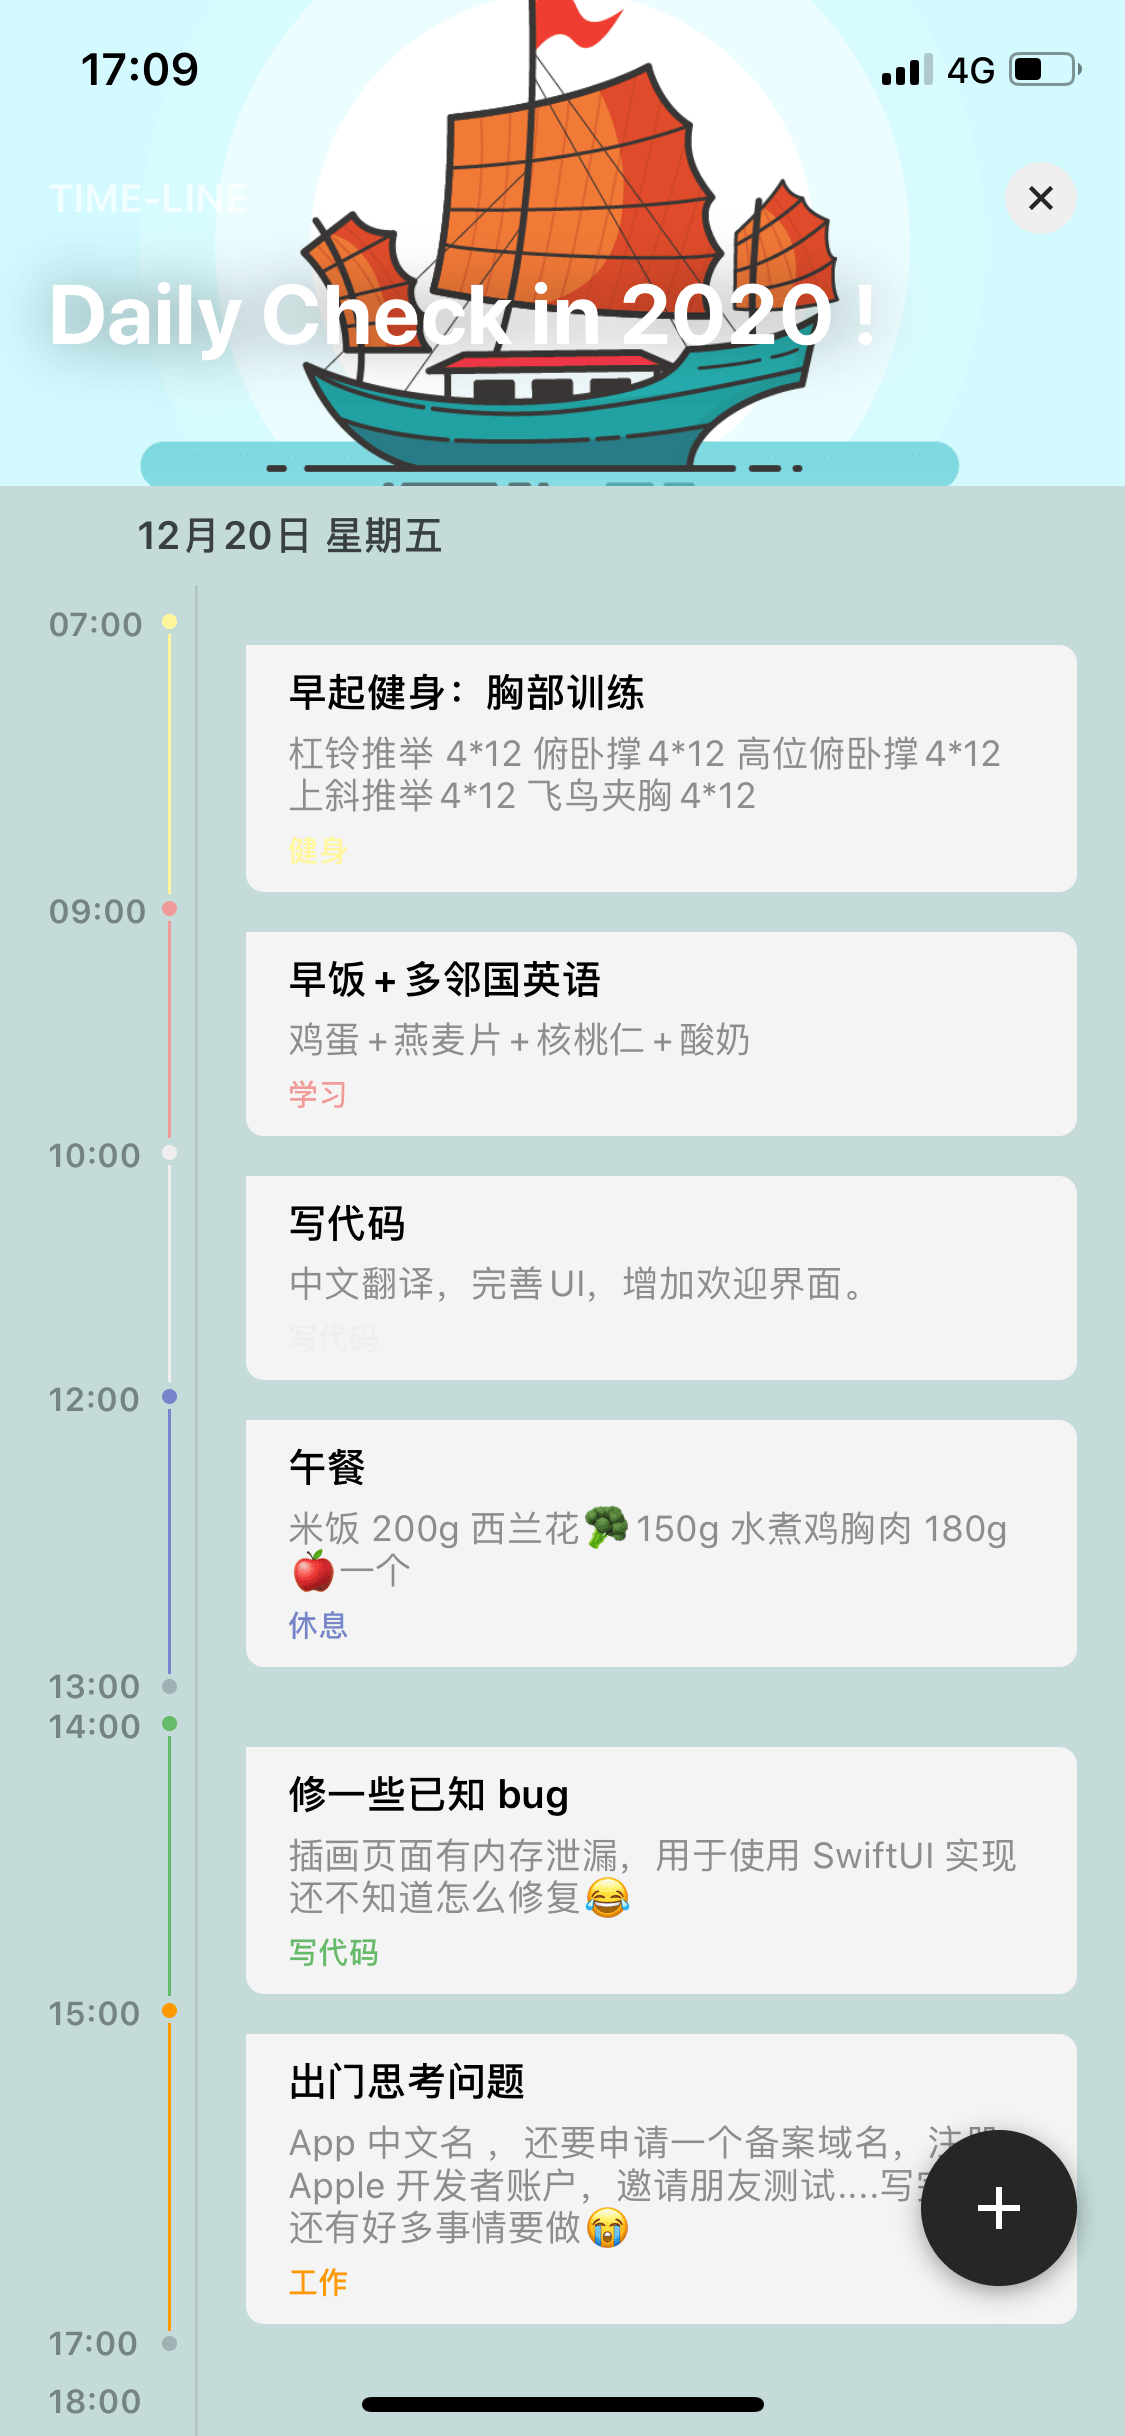 17:09
4G
TIME-LINE
Daily Check in 2020 !
12月20日 星期五
07:00
早起健身：胸部训练
杠铃推举 4*12 俯卧撑4*12 高位俯卧撑4*12
上斜推举4*12 飞鸟夹胸4*12
健身
09:00
早饭+多邻国英语
鸡蛋+燕麦片+核桃仁+酸奶
学习
10:00
写代码
中文翻译，完善UI，增加欢迎界面。
写代码
12:00
午餐
米饭 200g 西兰花🥦150g 水煮鸡胸肉 180g
🍎一个
休息
13:00
14:00
修一些已知 bug
插画页面有内存泄漏，用于使用 SwiftUI 实现
还不知道怎么修复😂
写代码
15:00
出门思考问题
App 中文名 ，还要申请一个备案域名，注
Apple 开发者账户，邀请朋友测试....写
还有好多事情要做😭
工作
17:00
18:00